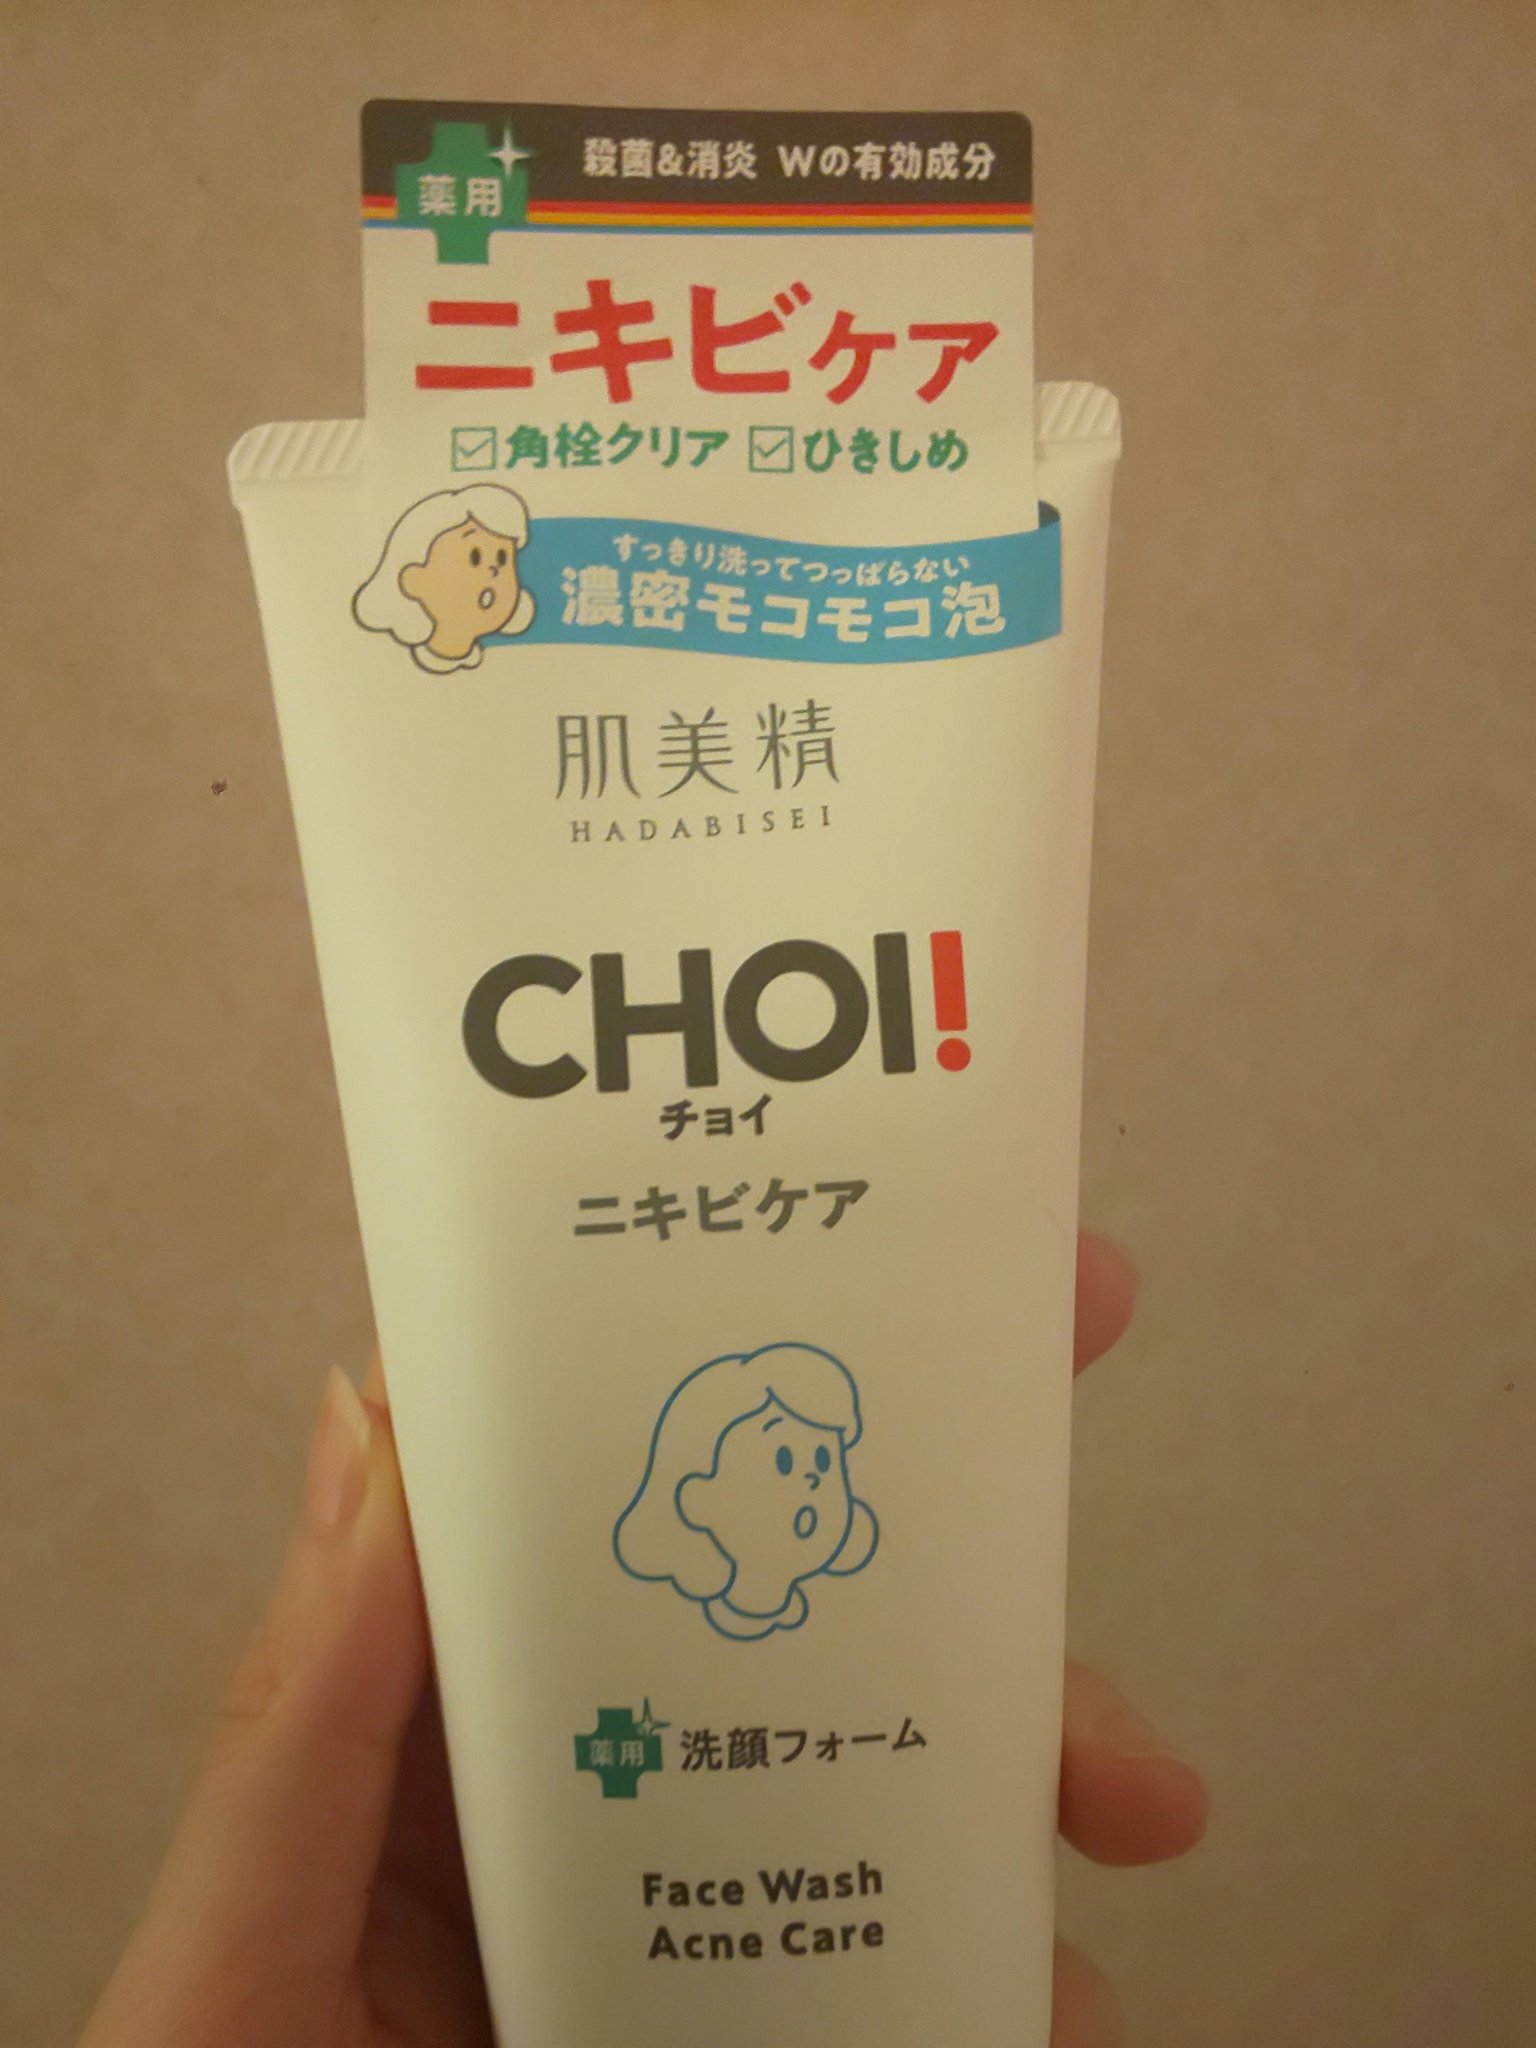 殺菌&消炎 Wの有効成分
薬用
ニキビケア
角栓クリア ひきしめ
すっきり洗ってつっぱらない
濃密モコモコ泡
肌美精
HADABISEI
CHOI!
チョイ
ニキビケア
薬用 洗顔フォーム
Face Wash
Acne Care